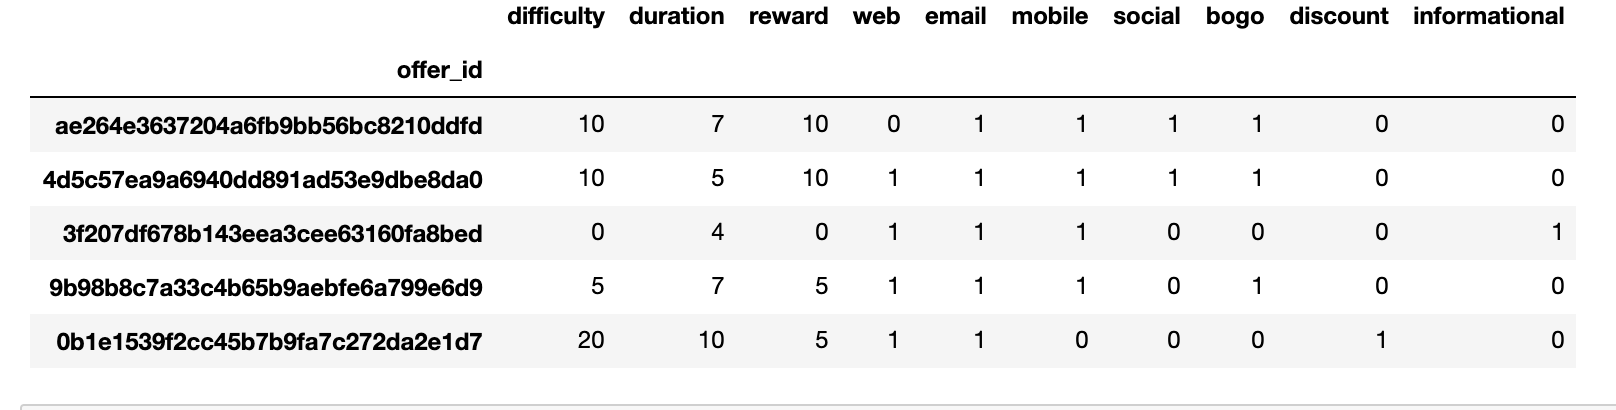 difficulty duration reward web email mobile social bogo discount informational
offer_id
ae264e3637204a6fb9bb56bc8210ddfd 10 7 10 0 1 1 1 1 0 0
4d5c57ea9a6940dd891ad53e9dbe8da0 10 5 10 1 1 1 1 1 0 0
3f207df678b143eea3cee63160fa8bed 0 4 0 1 1 1 0 0 0 1
9b98b8c7a33c4b65b9aebfe6a799e6d9 5 7 5 1 1 1 0 1 0 0
0b1e1539f2cc45b7b9fa7c272da2e1d7 20 10 5 1 1 0 0 0 1 0